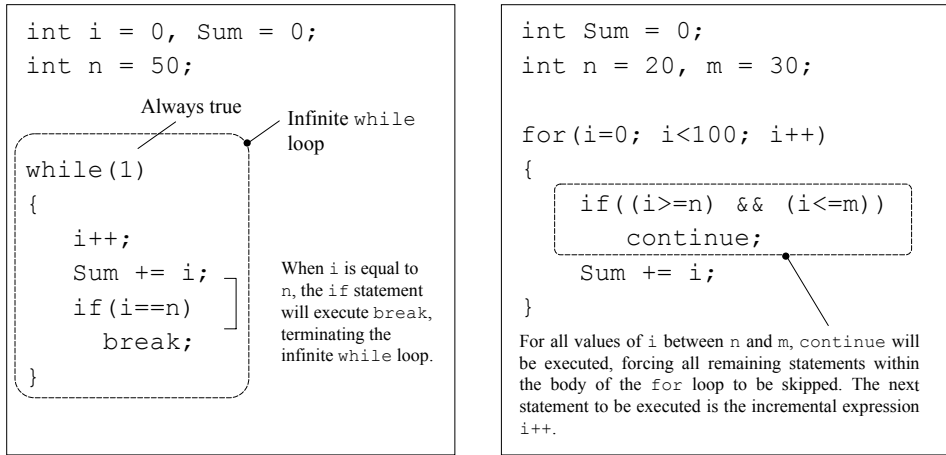 int i = 0, Sum = 0;
int n = 50;
Always true
Infinite while
loop
while(1)
{
i++;
Sum += i;
if(i==n)
break;
}
When i is equal to
n, the if statement
will execute break,
terminating the
infinite while loop.
int Sum = 0;
int n = 20, m = 30;
for(i=0; i<100; i++)
{
if((i>=n) && (i<=m))
continue;
Sum += i;
}
For all values of i between n and m, continue will
be executed, forcing all remaining statements within
the body of the for loop to be skipped. The next
statement to be executed is the incremental expression
i++.